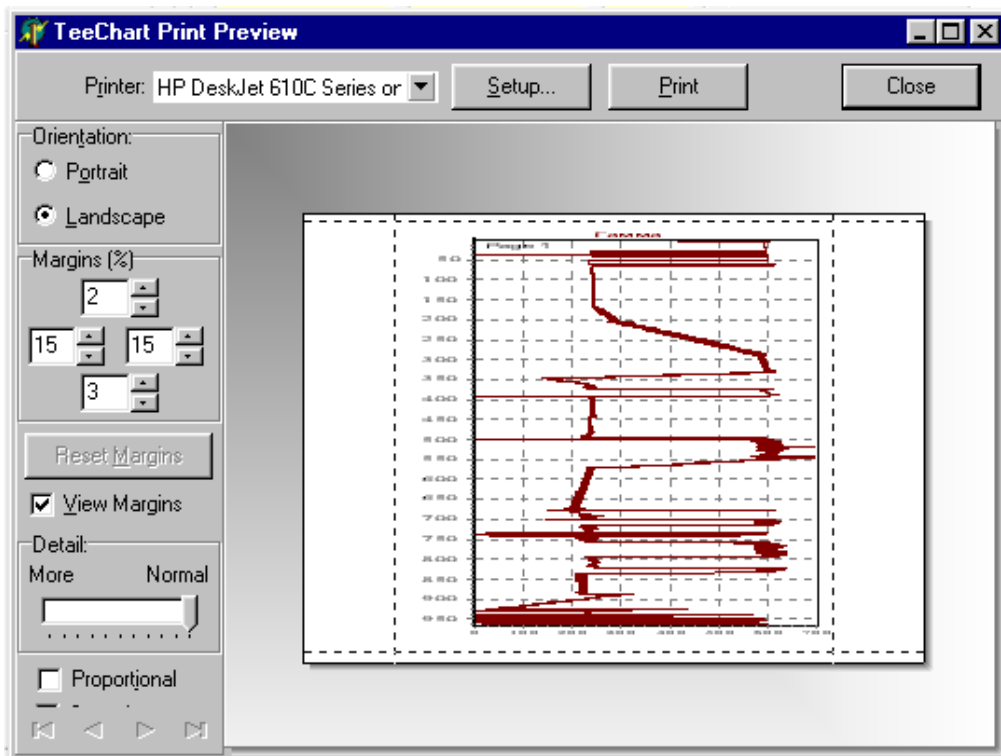 TeeChart Print Preview
Printer: HP DeskJet 610C Series or
Setup...
Print
Close
Orientation:
Portrait
Landscape
Margins (%)
2
15 15
3
Reset Margins
View Margins
Detail:
More Normal
Proportional
Gamma
Page 1
50
100
150
200
250
300
350
400
450
500
550
600
650
700
750
800
850
900
950
0 100 200 300 400 500 600 700